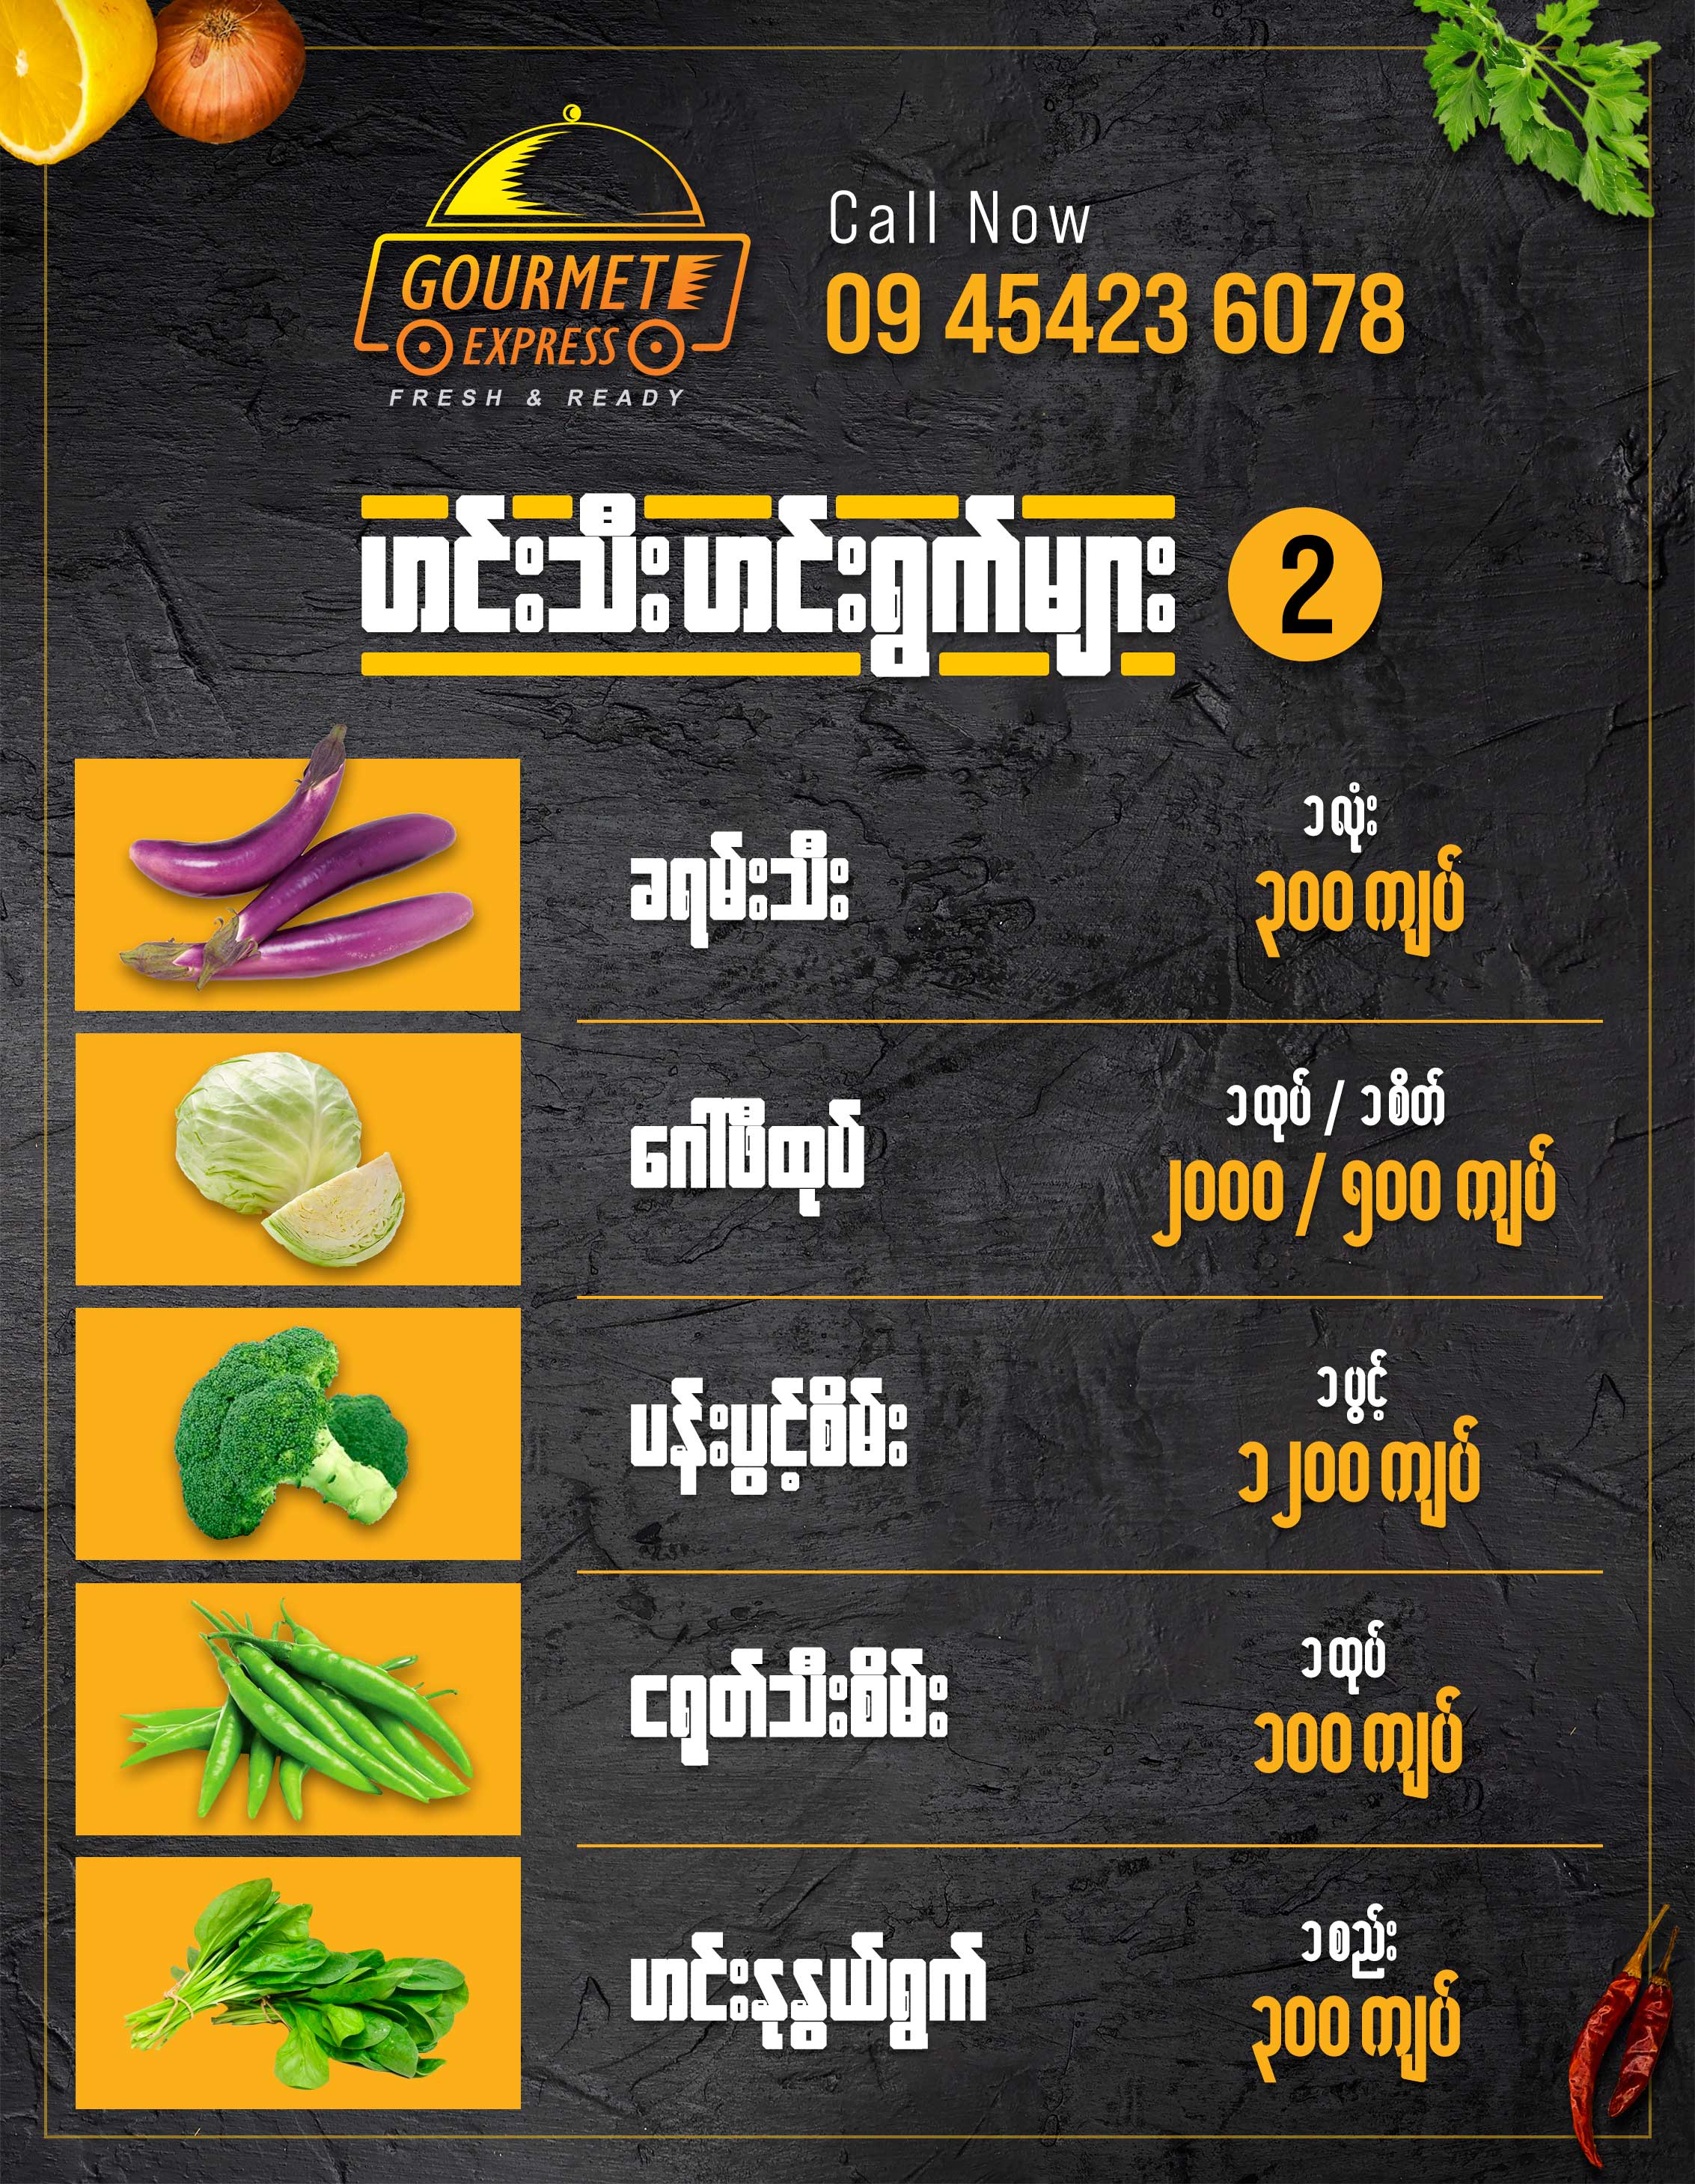 GOURMET
EXPRESS
FRESH & READY
Call Now
09 45423 6078
ဟင်းသီးဟင်းရွက်များ 2
ခရမ်းသီး
၁ လုံး
၃၀၀ ကျပ်
ဂေါ်ဖီထုပ်
၁ ထုပ် / ၁ စိတ်
၂၀၀၀ / ၅၀၀ ကျပ်
ပန်းပွင့်စိမ်း
၁ ပွင့်
၁၂၀၀ ကျပ်
ငရုတ်သီးစိမ်း
၁ ထုပ်
၁၀၀ ကျပ်
ဟင်းနုနွယ်ရွက်
၁ စည်း
၃၀၀ ကျပ်